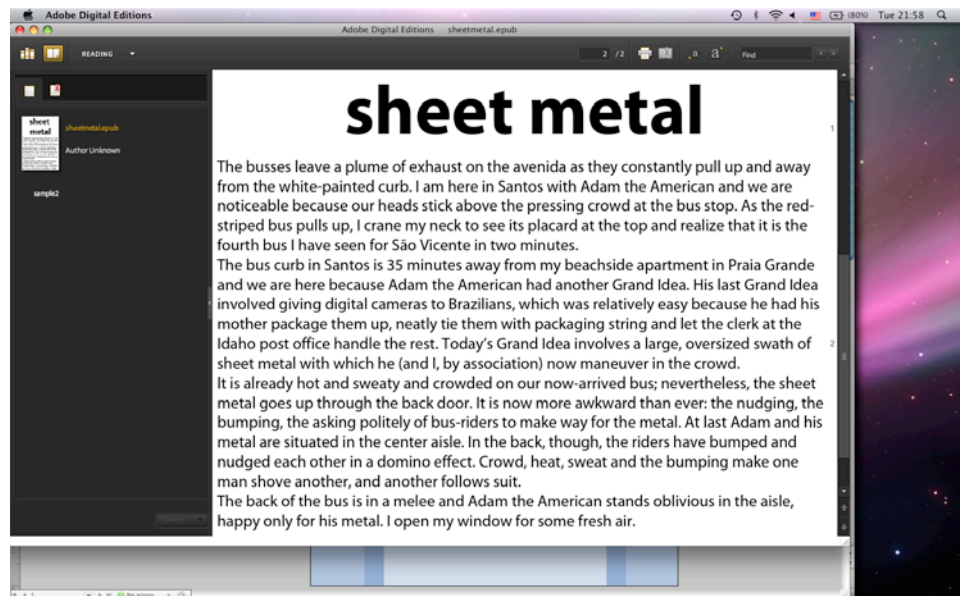 Adobe Digital Editions
(80%) Tue 21:58
Adobe Digital Editions sheetmetal.epub
READING
2 /2
a a
Find
sheet metal
sheetmetal.epub
Author Unknown
sample2
sheet metal
1
The busses leave a plume of exhaust on the avenida as they constantly pull up and away
from the white-painted curb. I am here in Santos with Adam the American and we are
noticeable because our heads stick above the pressing crowd at the bus stop. As the red-
striped bus pulls up, I crane my neck to see its placard at the top and realize that it is the
fourth bus I have seen for São Vicente in two minutes.
The bus curb in Santos is 35 minutes away from my beachside apartment in Praia Grande
and we are here because Adam the American had another Grand Idea. His last Grand Idea
involved giving digital cameras to Brazilians, which was relatively easy because he had his
mother package them up, neatly tie them with packaging string and let the clerk at the
Idaho post office handle the rest. Today's Grand Idea involves a large, oversized swath of
2
sheet metal with which he (and I, by association) now maneuver in the crowd.
It is already hot and sweaty and crowded on our now-arrived bus; nevertheless, the sheet
metal goes up through the back door. It is now more awkward than ever: the nudging, the
bumping, the asking politely of bus-riders to make way for the metal. At last Adam and his
metal are situated in the center aisle. In the back, though, the riders have bumped and
nudged each other in a domino effect. Crowd, heat, sweat and the bumping make one
man shove another, and another follows suit.
The back of the bus is in a melee and Adam the American stands oblivious in the aisle,
happy only for his metal. I open my window for some fresh air.